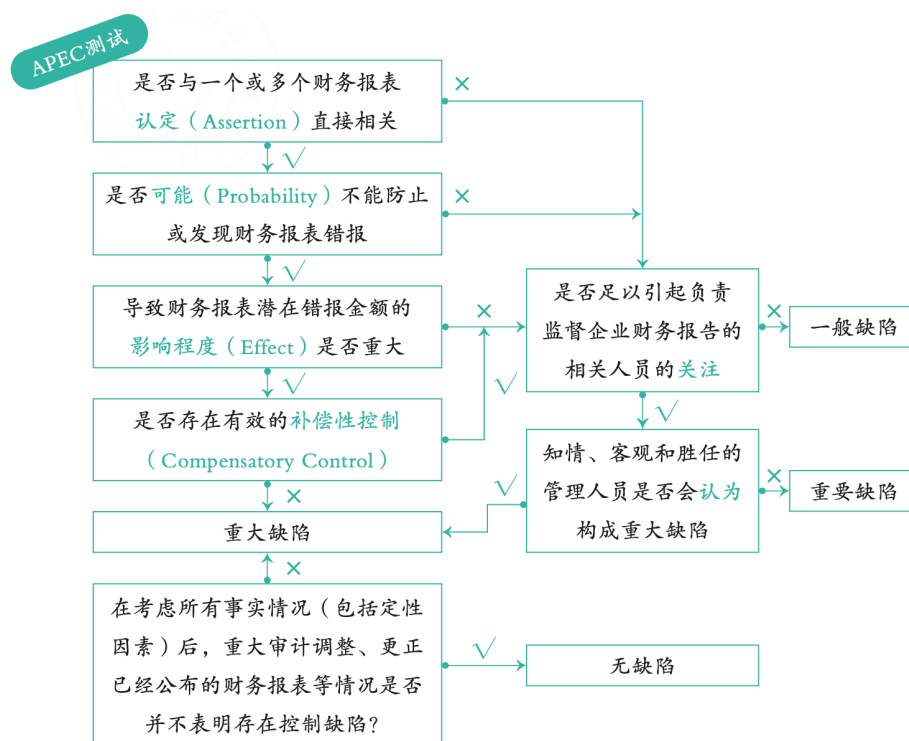 APEC测试
是否与一个或多个财务报表
认定（Assertion）直接相关
×
√
是否可能（Probability）不能防止
或发现财务报表错报
×
√
导致财务报表潜在错报金额的
影响程度（Effect）是否重大
×
√
是否存在有效的补偿性控制
（Compensatory Control）
√
×
重大缺陷
×
在考虑所有事实情况（包括定性
因素）后，重大审计调整、更正
已经公布的财务报表等情况是否
并不表明存在控制缺陷？
√
无缺陷
是否足以引起负责
监督企业财务报告的
相关人员的关注
×
一般缺陷
√
知情、客观和胜任的
管理人员是否会认为
构成重大缺陷
√
×
重要缺陷